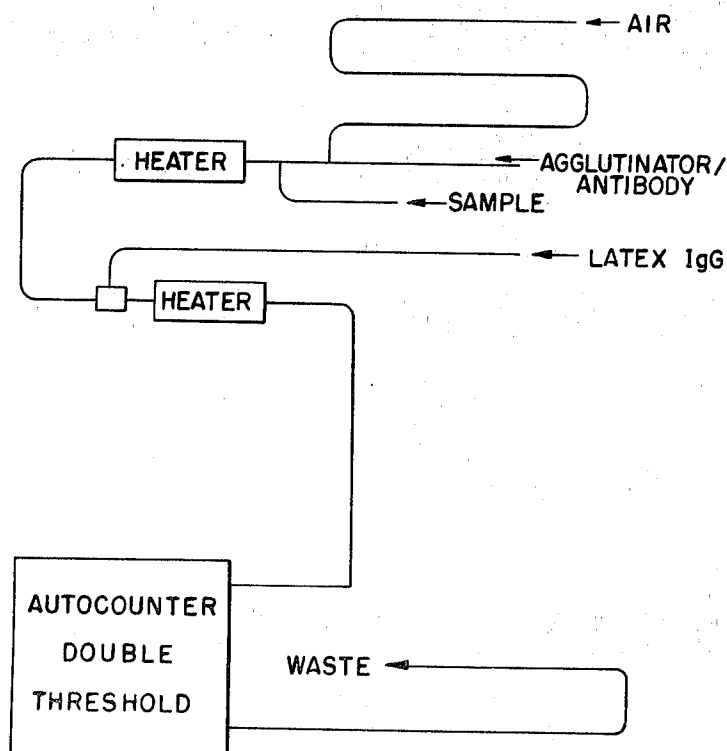 AIR
HEATER
AGGLUTINATOR/
ANTIBODY
SAMPLE
LATEX IgG
HEATER
AUTOCOUNTER
DOUBLE
THRESHOLD
WASTE